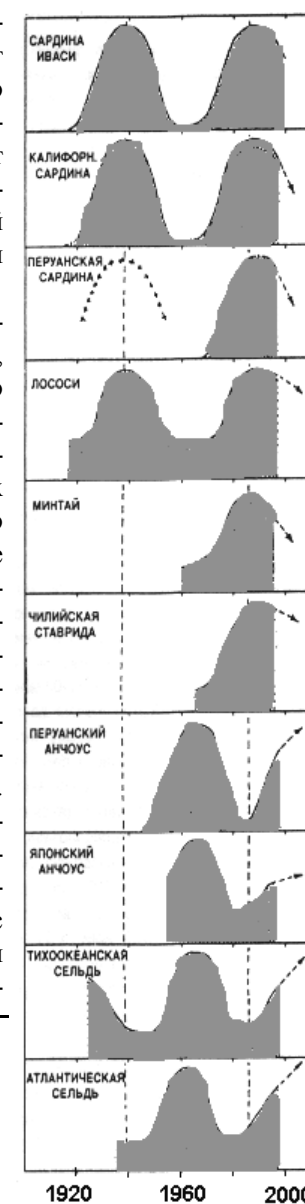 САРДИНА
ИВАСИ
КАЛИФОРН.
САРДИНА
ПЕРУАНСКАЯ
САРДИНА
ЛОСОСИ
МИНТАЙ
ЧИЛИЙСКАЯ
СТАВРИДА
ПЕРУАНСКИЙ
АНЧОУС
ЯПОНСКИЙ
АНЧОУС
ТИХООКЕАНСКАЯ
СЕЛЬДЬ
АТЛАНТИЧЕСКАЯ
СЕЛЬДЬ
1920 1960 2000